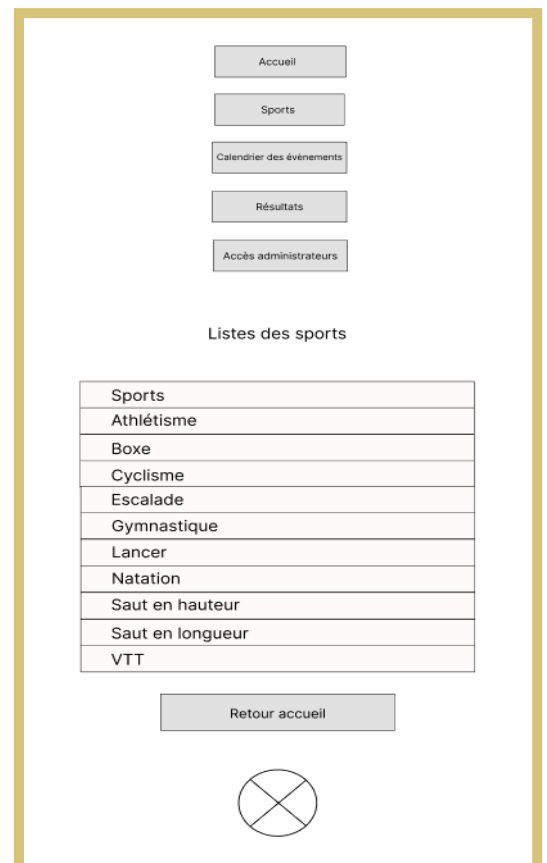 Accueil
Sports
Calendrier des évènements
Résultats
Accès administrateurs
Listes des sports
Sports
Athlétisme
Boxe
Cyclisme
Escalade
Gymnastique
Lancer
Natation
Saut en hauteur
Saut en longueur
VTT
Retour accueil